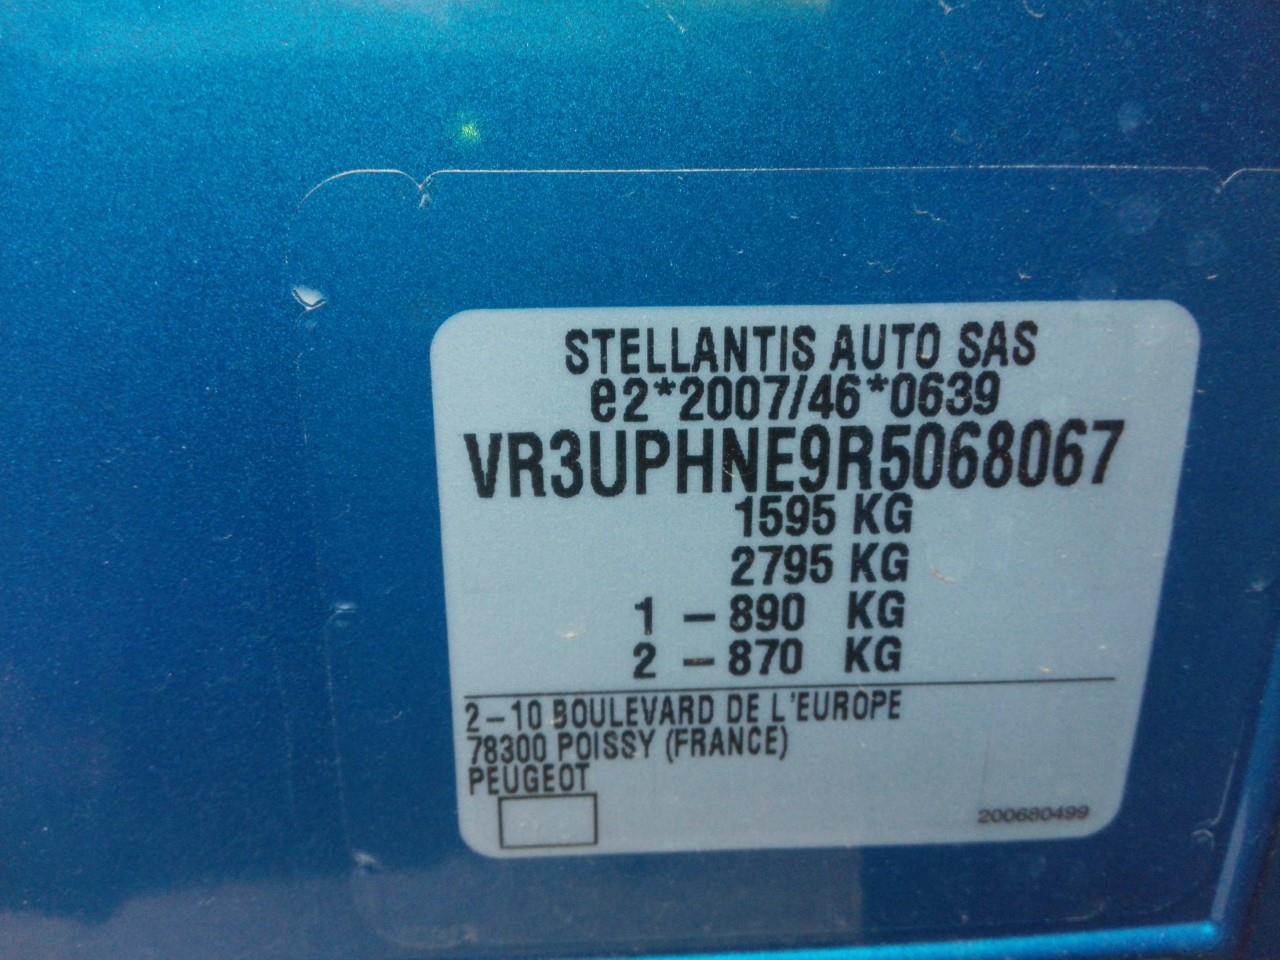 STELLANTIS AUTO SAS
e2*2007/46*0639
VR3UPHNE9R5068067
1595 KG
2795 KG
1 – 890 KG
2 – 870 KG
2–10 BOULEVARD DE L'EUROPE
78300 POISSY (FRANCE)
PEUGEOT
200680499